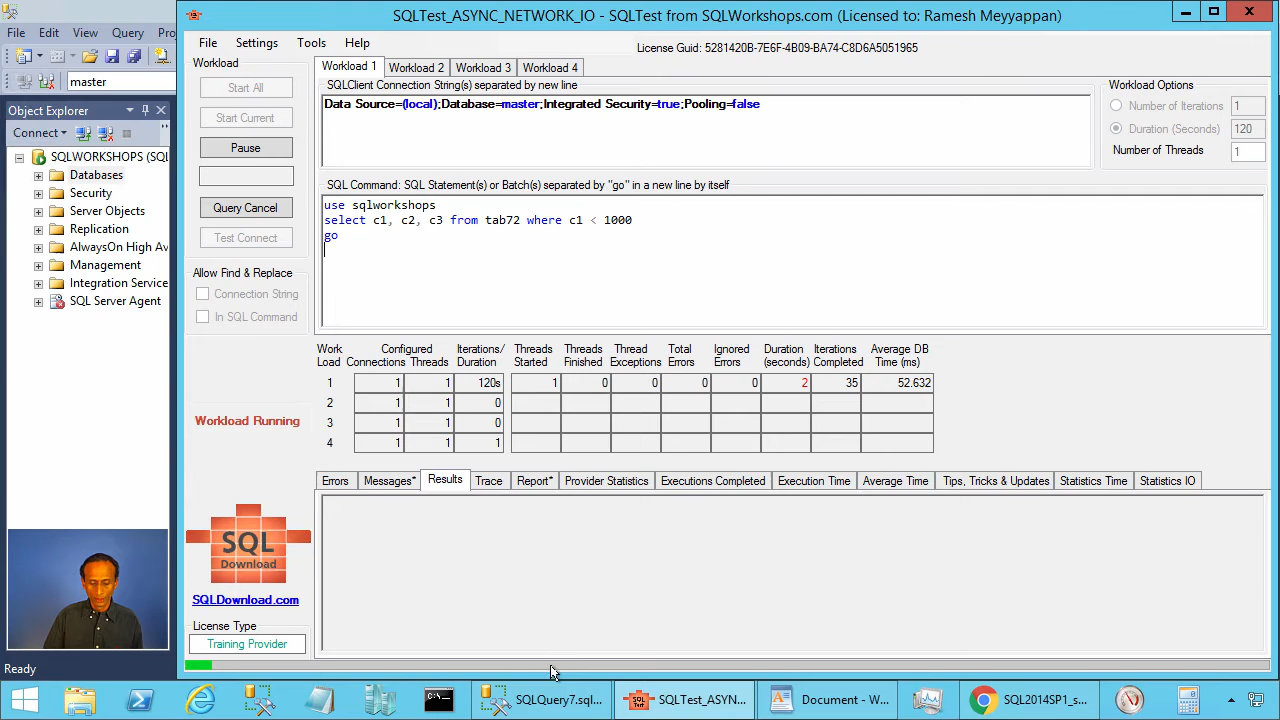 SQLTest_ASYNC_NETWORK_IO - SQLTest from SQLWorkshops.com (Licensed to: Ramesh Meyyappan)
File Edit View Query Pro
master
Object Explorer
Connect
SQLWORKSHOPS (SQL
Databases
Security
Server Objects
Replication
AlwaysOn High Av
Management
Integration Service
SQL Server Agent
Ready
File Settings Tools Help
License Guid: 5281420B-7E5F-4B09-BA74-C8D6A5051965
Workload
Start All
Start Current
Pause
Query Cancel
Test Connect
Allow Find & Replace
Connection String
In SQL Command
Workload 1 Workload 2 Workload 3 Workload 4
SQLClient Connection String(s) separated by new line
Data Source=(local);Database=master;Integrated Security=true;Pooling=false
Workload Options
Number of Iterations 1
Duration (Seconds) 120
Number of Threads 1
SQL Command: SQL Statement(s) or Batch(s) separated by "go" in a new line by itself
use sqlworkshops
select c1, c2, c3 from tab72 where c1 < 1000
go
Work Configured Iterations/ Threads Threads Thread Total Ignored Duration Iterations Average DB
Load Connections Threads Duration Started Finished Exceptions Errors Errors (seconds) Completed Time (ms)
1 1 1 120s 1 0 0 0 0 2 35 52.632
2 1 1 0
3 1 1 0
4 1 1 1
Workload Running
Errors Messages* Results Trace Report* Provider Statistics Executions Completed Execution Time Average Time Tips, Tricks & Updates Statistics Time Statistics IO
SQL
Download
SQLDownload.com
License Type
Training Provider
SQLQuery7.sql... SQLTest_ASYN... Document - W... SQL2014SP1_s...